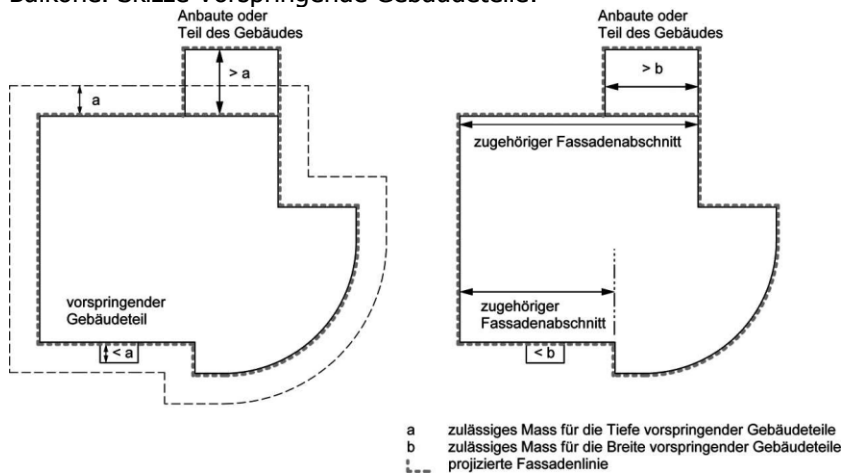 Balkone. Skizze Vorspringende Gebäudeteile:
Anbaute oder
Teil des Gebäudes
> a
a
vorspringender
Gebäudeteil
< a
Anbaute oder
Teil des Gebäudes
> b
zugehöriger Fassadenabschnitt
zugehöriger
Fassadenabschnitt
< b
a zulässiges Mass für die Tiefe vorspringender Gebäudeteile
b zulässiges Mass für die Breite vorspringender Gebäudeteile
projizierte Fassadenlinie